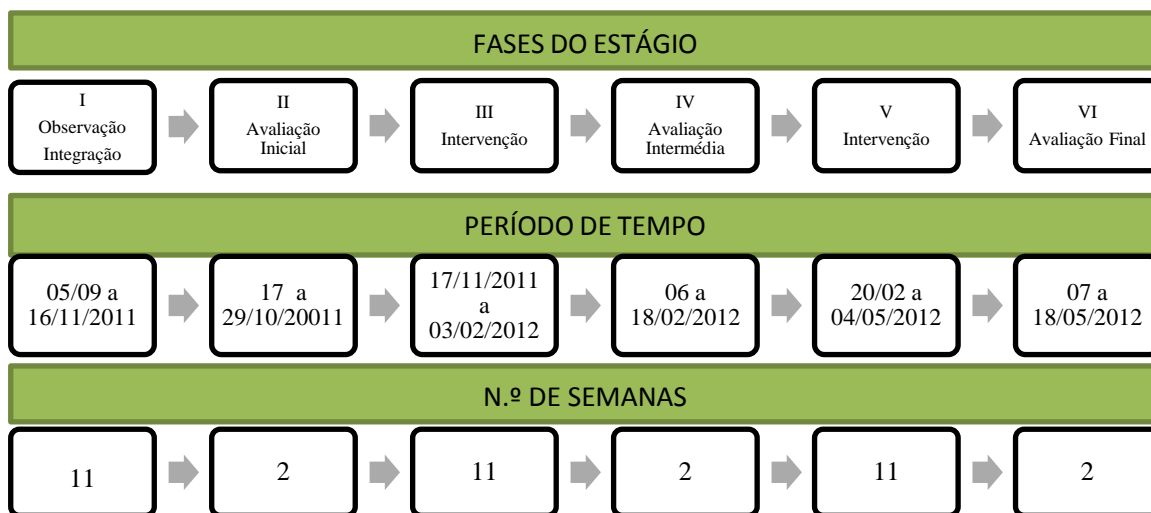 FASES DO ESTÁGIO
I
Observação
Integração
II
Avaliação
Inicial
III
Intervenção
IV
Avaliação
Intermédia
V
Intervenção
VI
Avaliação Final
PERÍODO DE TEMPO
05/09 a
16/11/2011
17 a
29/10/20011
17/11/2011
a
03/02/2012
06 a
18/02/2012
20/02 a
04/05/2012
07 a
18/05/2012
N.º DE SEMANAS
11
2
11
2
11
2